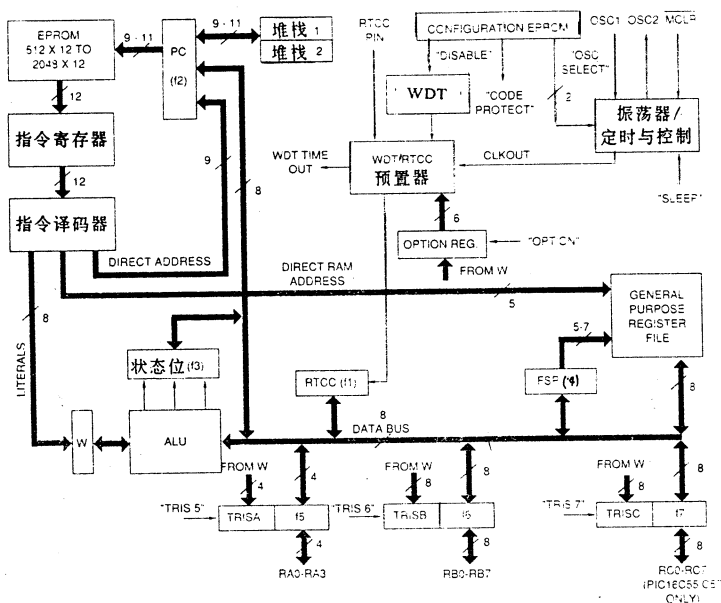 EPROM
512 X 12 TO
2048 X 12
9-11
PC
(f2)
9-11
堆栈 1
堆栈 2
RTCC
PIN
CONFIGURATION EPROM
OSC1 OSC2 MCLR
"DISABLE"
"CODE
PROTECT"
"OSC
SELECT"
2
WDT
振荡器/
定时与控制
12
指令寄存器
12
指令译码器
9
8
WDT TIME
OUT
WDT/RTCC
预置器
CLKOUT
"SLEEP"
6
OPTION REG.
"OPTION"
FROM W
DIRECT ADDRESS
DIRECT RAM
ADDRESS
5
GENERAL
PURPOSE
REGISTER
FILE
8
LITERALS
状态位(f3)
RTCC (f1)
5-7
FSR (f4)
8
8
DATA BUS
W
ALU
FROM W
4
4
FROM W
8
8
FROM W
8
8
"TRIS 5"
TRISA
f5
"TRIS 6"
TRISB
f6
"TRIS 7"
TRISC
f7
4
8
8
RA0-RA3
RB0-RB7
RC0-RC7
(PIC16C55/C57
ONLY)